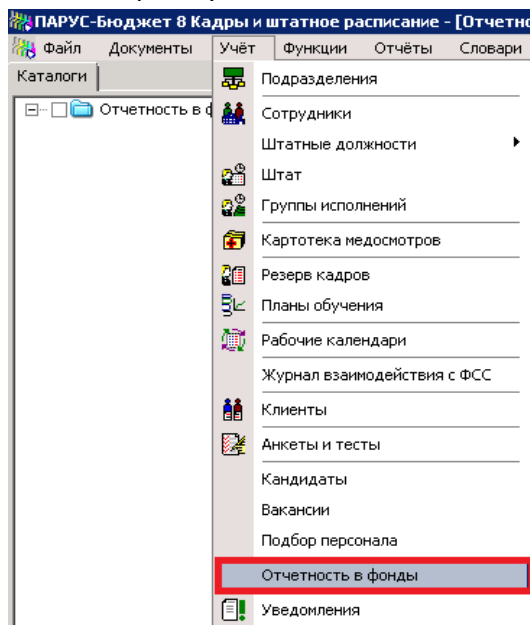 ПАРУС-Бюджет 8 Кадры и штатное расписание - [Отчетно
Файл Документы Учёт Функции Отчёты Словари
Каталоги
Отчетность в ф
Подразделения
Сотрудники
Штатные должности
Штат
Группы исполнений
Картотека медосмотров
Резерв кадров
Планы обучения
Рабочие календари
Журнал взаимодействия с ФСС
Клиенты
Анкеты и тесты
Кандидаты
Вакансии
Подбор персонала
Отчетность в фонды
Уведомления